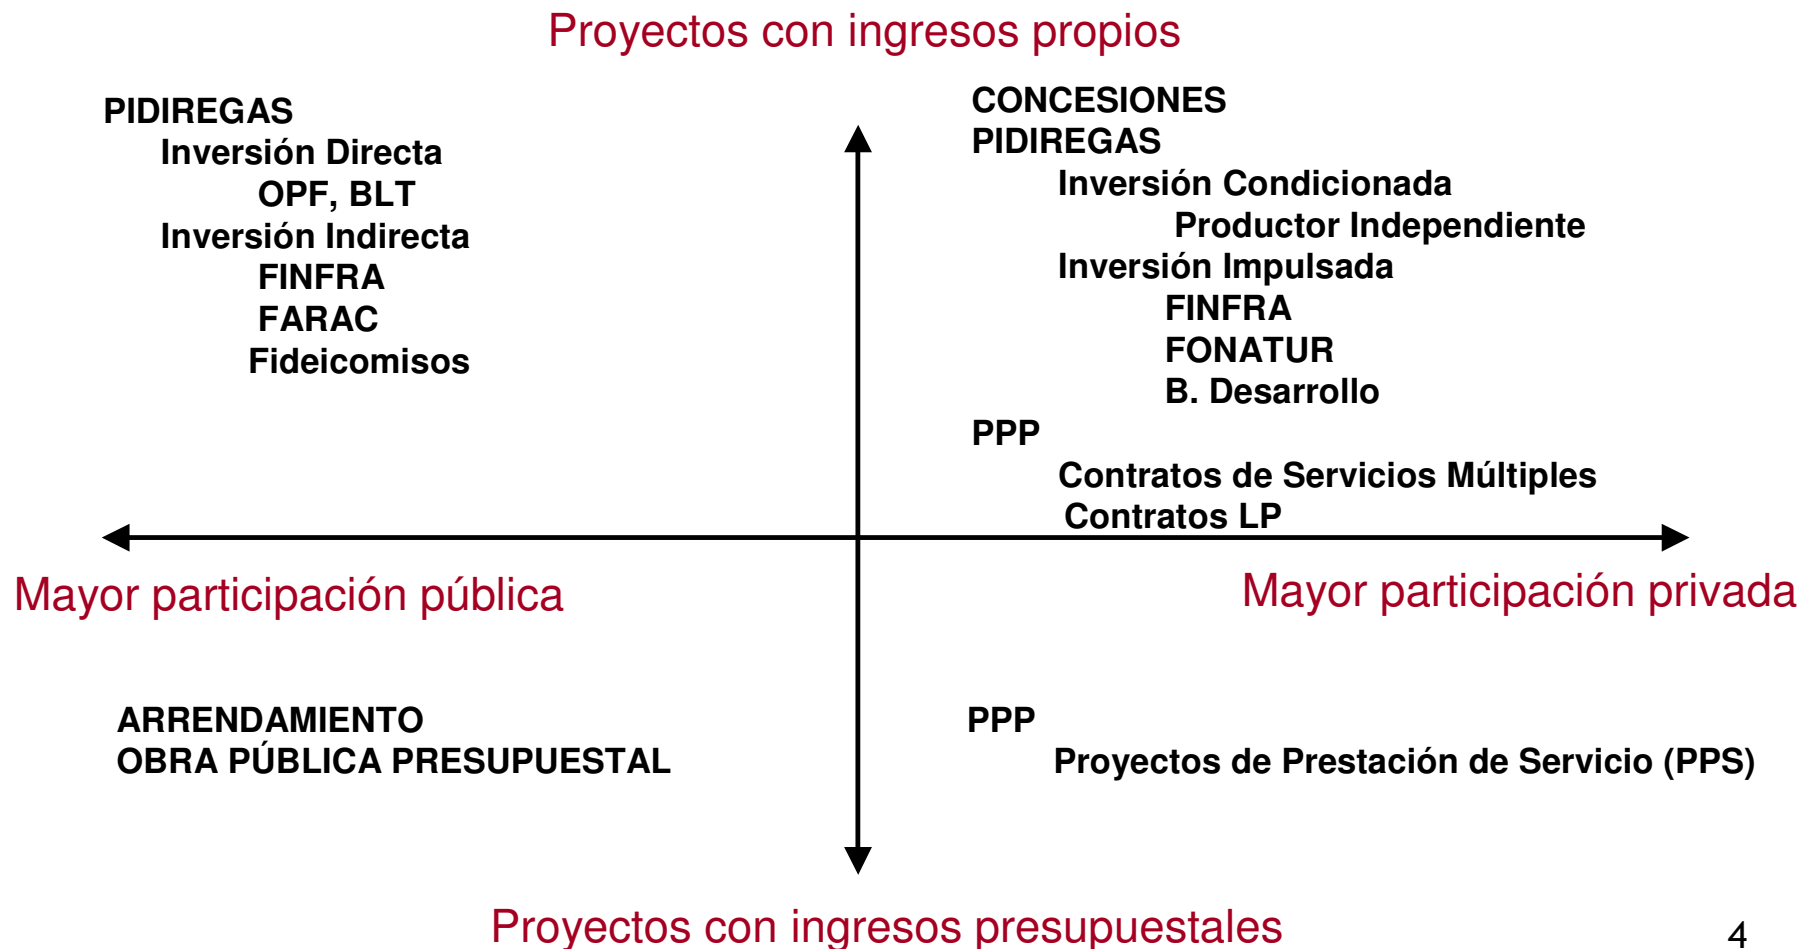 Proyectos con ingresos propios
PIDIREGAS
Inversión Directa
OPF, BLT
Inversión Indirecta
FINFRA
FARAC
Fideicomisos
CONCESIONES
PIDIREGAS
Inversión Condicionada
Productor Independiente
Inversión Impulsada
FINFRA
FONATUR
B. Desarrollo
PPP
Contratos de Servicios Múltiples
Contratos LP
Mayor participación pública
Mayor participación privada
ARRENDAMIENTO
OBRA PÚBLICA PRESUPUESTAL
PPP
Proyectos de Prestación de Servicio (PPS)
Proyectos con ingresos presupuestales
4